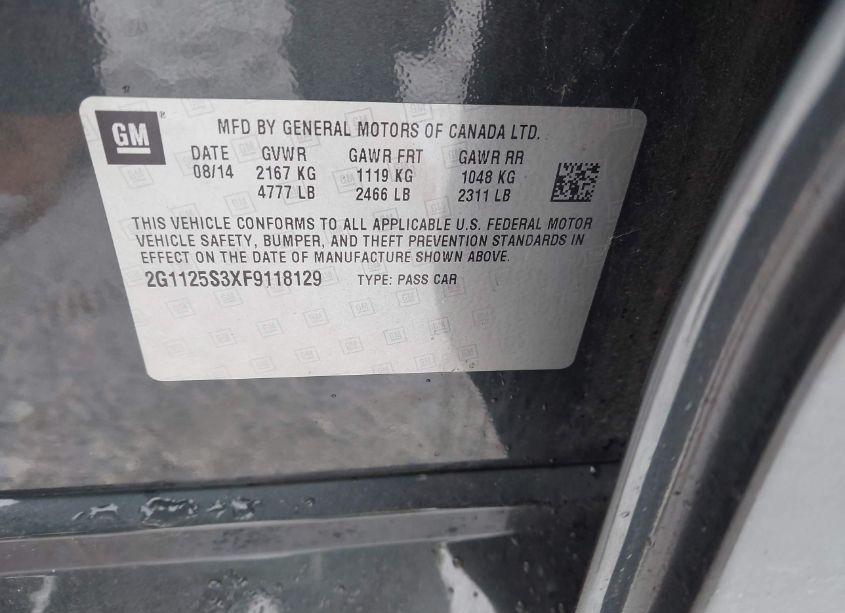 GM
MFD BY GENERAL MOTORS OF CANADA LTD.
DATE GVWR GAWR FRT GAWR RR
08/14 2167 KG 1119 KG 1048 KG
4777 LB 2466 LB 2311 LB
THIS VEHICLE CONFORMS TO ALL APPLICABLE U.S. FEDERAL MOTOR
VEHICLE SAFETY, BUMPER, AND THEFT PREVENTION STANDARDS IN
EFFECT ON THE DATE OF MANUFACTURE SHOWN ABOVE.
2G1125S3XF9118129 TYPE: PASS CAR